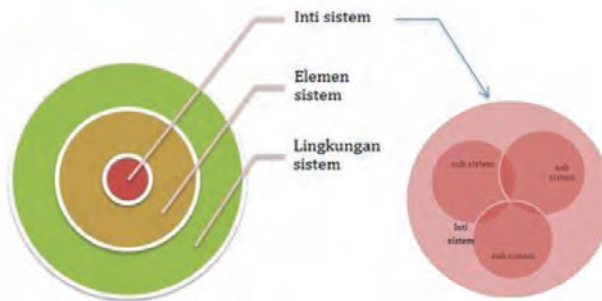 Inti sistem
Elemen
sistem
Lingkungan
sistem
sub sistem
sub
sistem
Inti
sistem
sub sistem